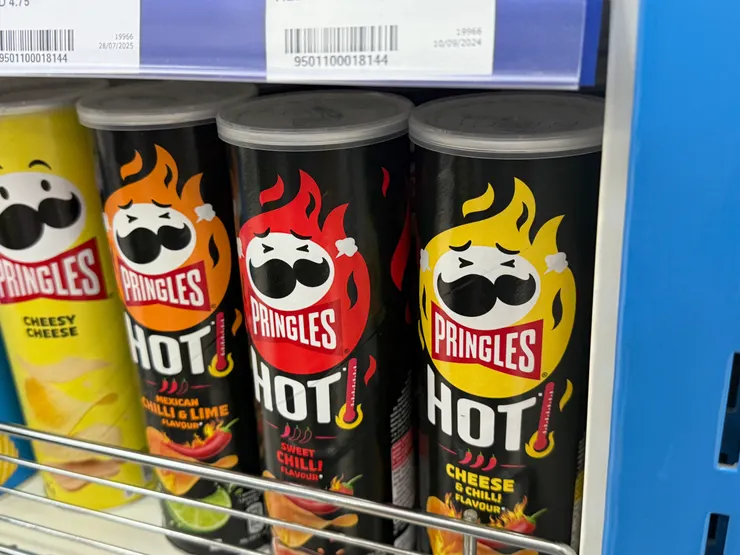 4.75
19966
28/07/2025
9501100018144
19966
10/09/2024
9501100018144
PRINGLES
CHEESY
CHEESE
PRINGLES
HOT
MEXICAN
CHILLI & LIME
FLAVOUR
PRINGLES
HOT
SWEET
CHILLI
FLAVOUR
PRINGLES
HOT
CHEESE
& CHILLI
FLAVOUR